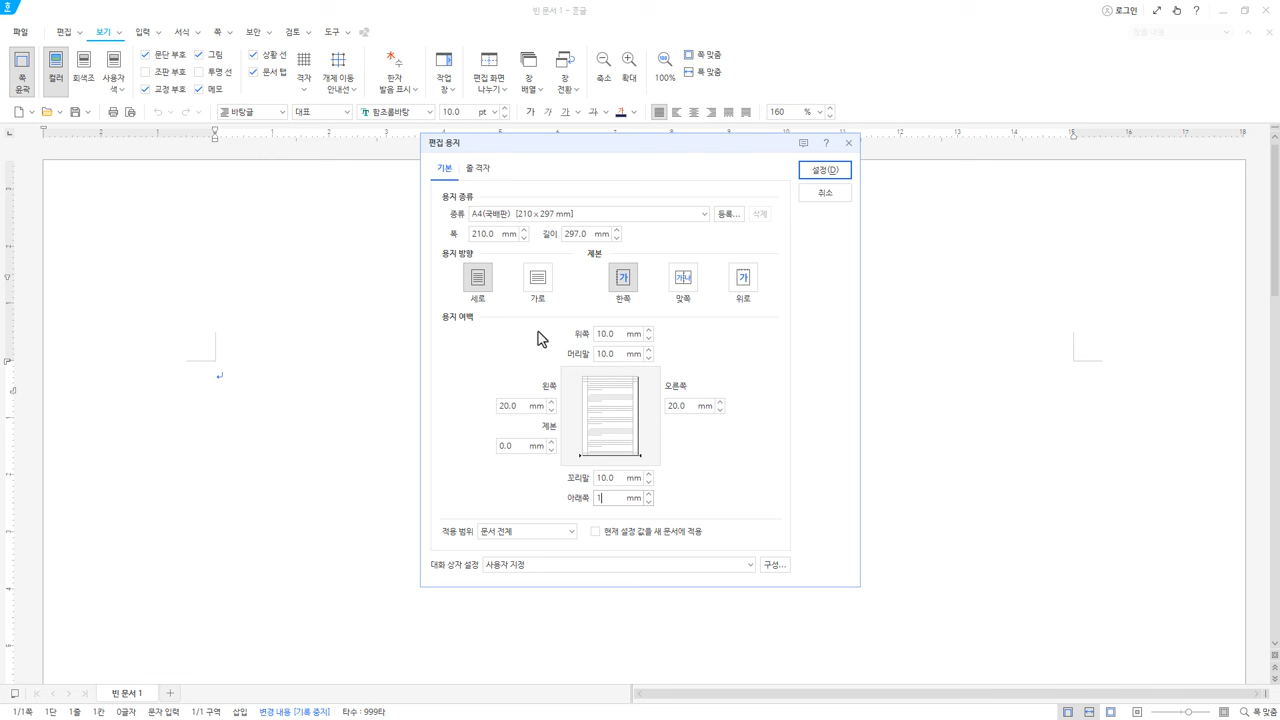 빈 문서 1 - 한글
로그인
파일 편집 보기 입력 서식 쪽 보안 검토 도구
쪽 윤곽 컬러 회색조 사용자 색 문단 부호 그림 조판 부호 투명 선 교정 부호 메모 상황 선 문서 탭 격자 개체 이동 안내선 한자 발음 표시 작업 창 편집 화면 나누기 창 배열 창 전환 축소 확대 100% 쪽 맞춤 폭 맞춤
바탕글 대표 함초롬바탕 10.0 pt 가 가 가 가 가 160 %
편집 용지
기본 줄 격자
설정(D)
취소
용지 종류
종류 A4(국배판) [210 x 297 mm] 등록... 삭제
폭 210.0 mm 길이 297.0 mm
용지 방향 제본
가 가나 가
세로 가로 한쪽 맞쪽 위로
용지 여백
위쪽 10.0 mm
머리말 10.0 mm
왼쪽 오른쪽
20.0 mm 20.0 mm
제본
0.0 mm
꼬리말 10.0 mm
아래쪽 1 mm
적용 범위 문서 전체 현재 설정 값을 새 문서에 적용
대화 상자 설정 사용자 지정 구성...
빈 문서 1
1/1쪽 1단 1줄 1칸 0글자 문자 입력 1/1 구역 삽입 변경 내용 [기록 중지] 타수 : 999타 폭 맞춤